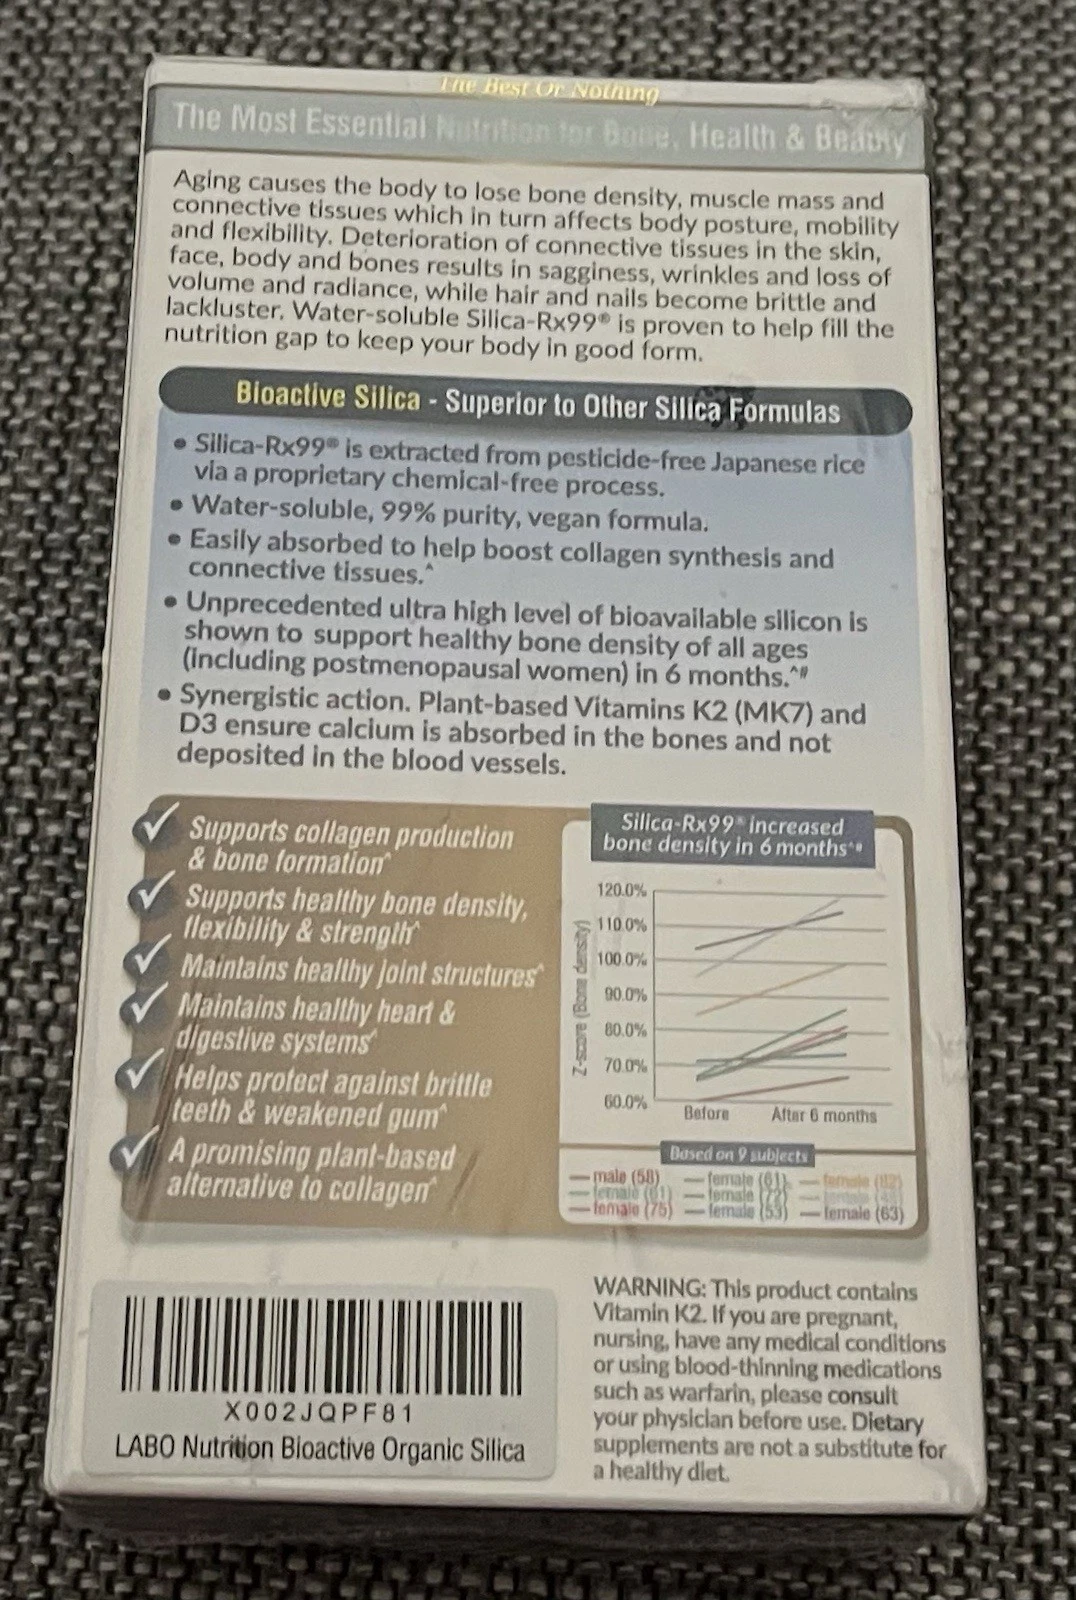 The Best Or Nothing
The Most Essential Nutrition for Bone, Health & Beauty
Aging causes the body to lose bone density, muscle mass and
connective tissues which in turn affects body posture, mobility
and flexibility. Deterioration of connective tissues in the skin,
face, body and bones results in sagginess, wrinkles and loss of
volume and radiance, while hair and nails become brittle and
lackluster. Water-soluble Silica-Rx99® is proven to help fill the
nutrition gap to keep your body in good form.
Bioactive Silica - Superior to Other Silica Formulas
• Silica-Rx99® is extracted from pesticide-free Japanese rice
via a proprietary chemical-free process.
• Water-soluble, 99% purity, vegan formula.
• Easily absorbed to help boost collagen synthesis and
connective tissues.^
• Unprecedented ultra high level of bioavailable silicon is
shown to support healthy bone density of all ages
(including postmenopausal women) in 6 months.^#
• Synergistic action. Plant-based Vitamins K2 (MK7) and
D3 ensure calcium is absorbed in the bones and not
deposited in the blood vessels.
Supports collagen production
& bone formation^
Supports healthy bone density,
flexibility & strength^
Maintains healthy joint structures^
Maintains healthy heart &
digestive systems^
Helps protect against brittle
teeth & weakened gum^
A promising plant-based
alternative to collagen^
Silica-Rx99® increased
bone density in 6 months^#
Z-score (Bone density)
120.0%
110.0%
100.0%
90.0%
80.0%
70.0%
60.0%
Before After 6 months
Based on 9 subjects
male (58) female (61) female (82)
female (61) female (72)
female (75) female (53) female (63)
X002JQPF81
LABO Nutrition Bioactive Organic Silica
WARNING: This product contains
Vitamin K2. If you are pregnant,
nursing, have any medical conditions
or using blood-thinning medications
such as warfarin, please consult
your physician before use. Dietary
supplements are not a substitute for
a healthy diet.